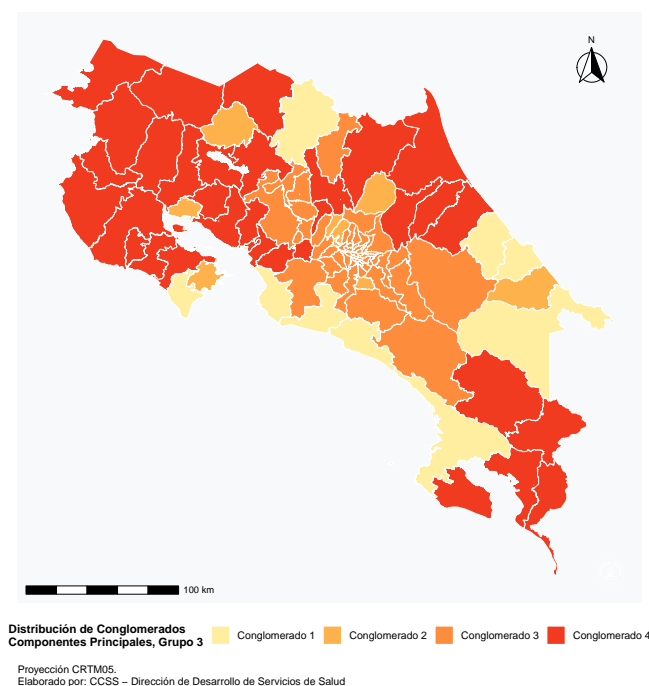 N
100 km
Distribución de Conglomerados
Componentes Principales, Grupo 3
Conglomerado 1
Conglomerado 2
Conglomerado 3
Conglomerado 4
Proyección CRTM05.
Elaborado por: CCSS – Dirección de Desarrollo de Servicios de Salud